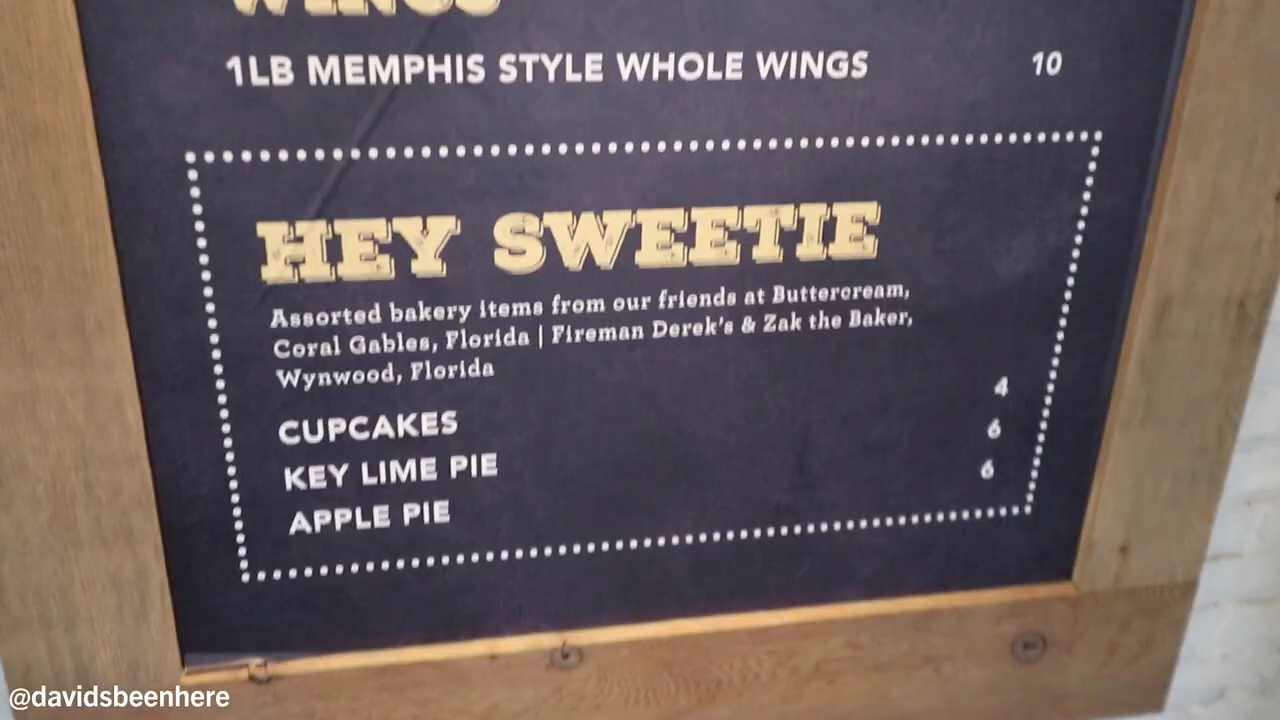 WINGS
1LB MEMPHIS STYLE WHOLE WINGS 10
HEY SWEETIE
Assorted bakery items from our friends at Buttercream,
Coral Gables, Florida | Fireman Derek's & Zak the Baker,
Wynwood, Florida
CUPCAKES 4
KEY LIME PIE 6
APPLE PIE 6
@davidsbeenhere